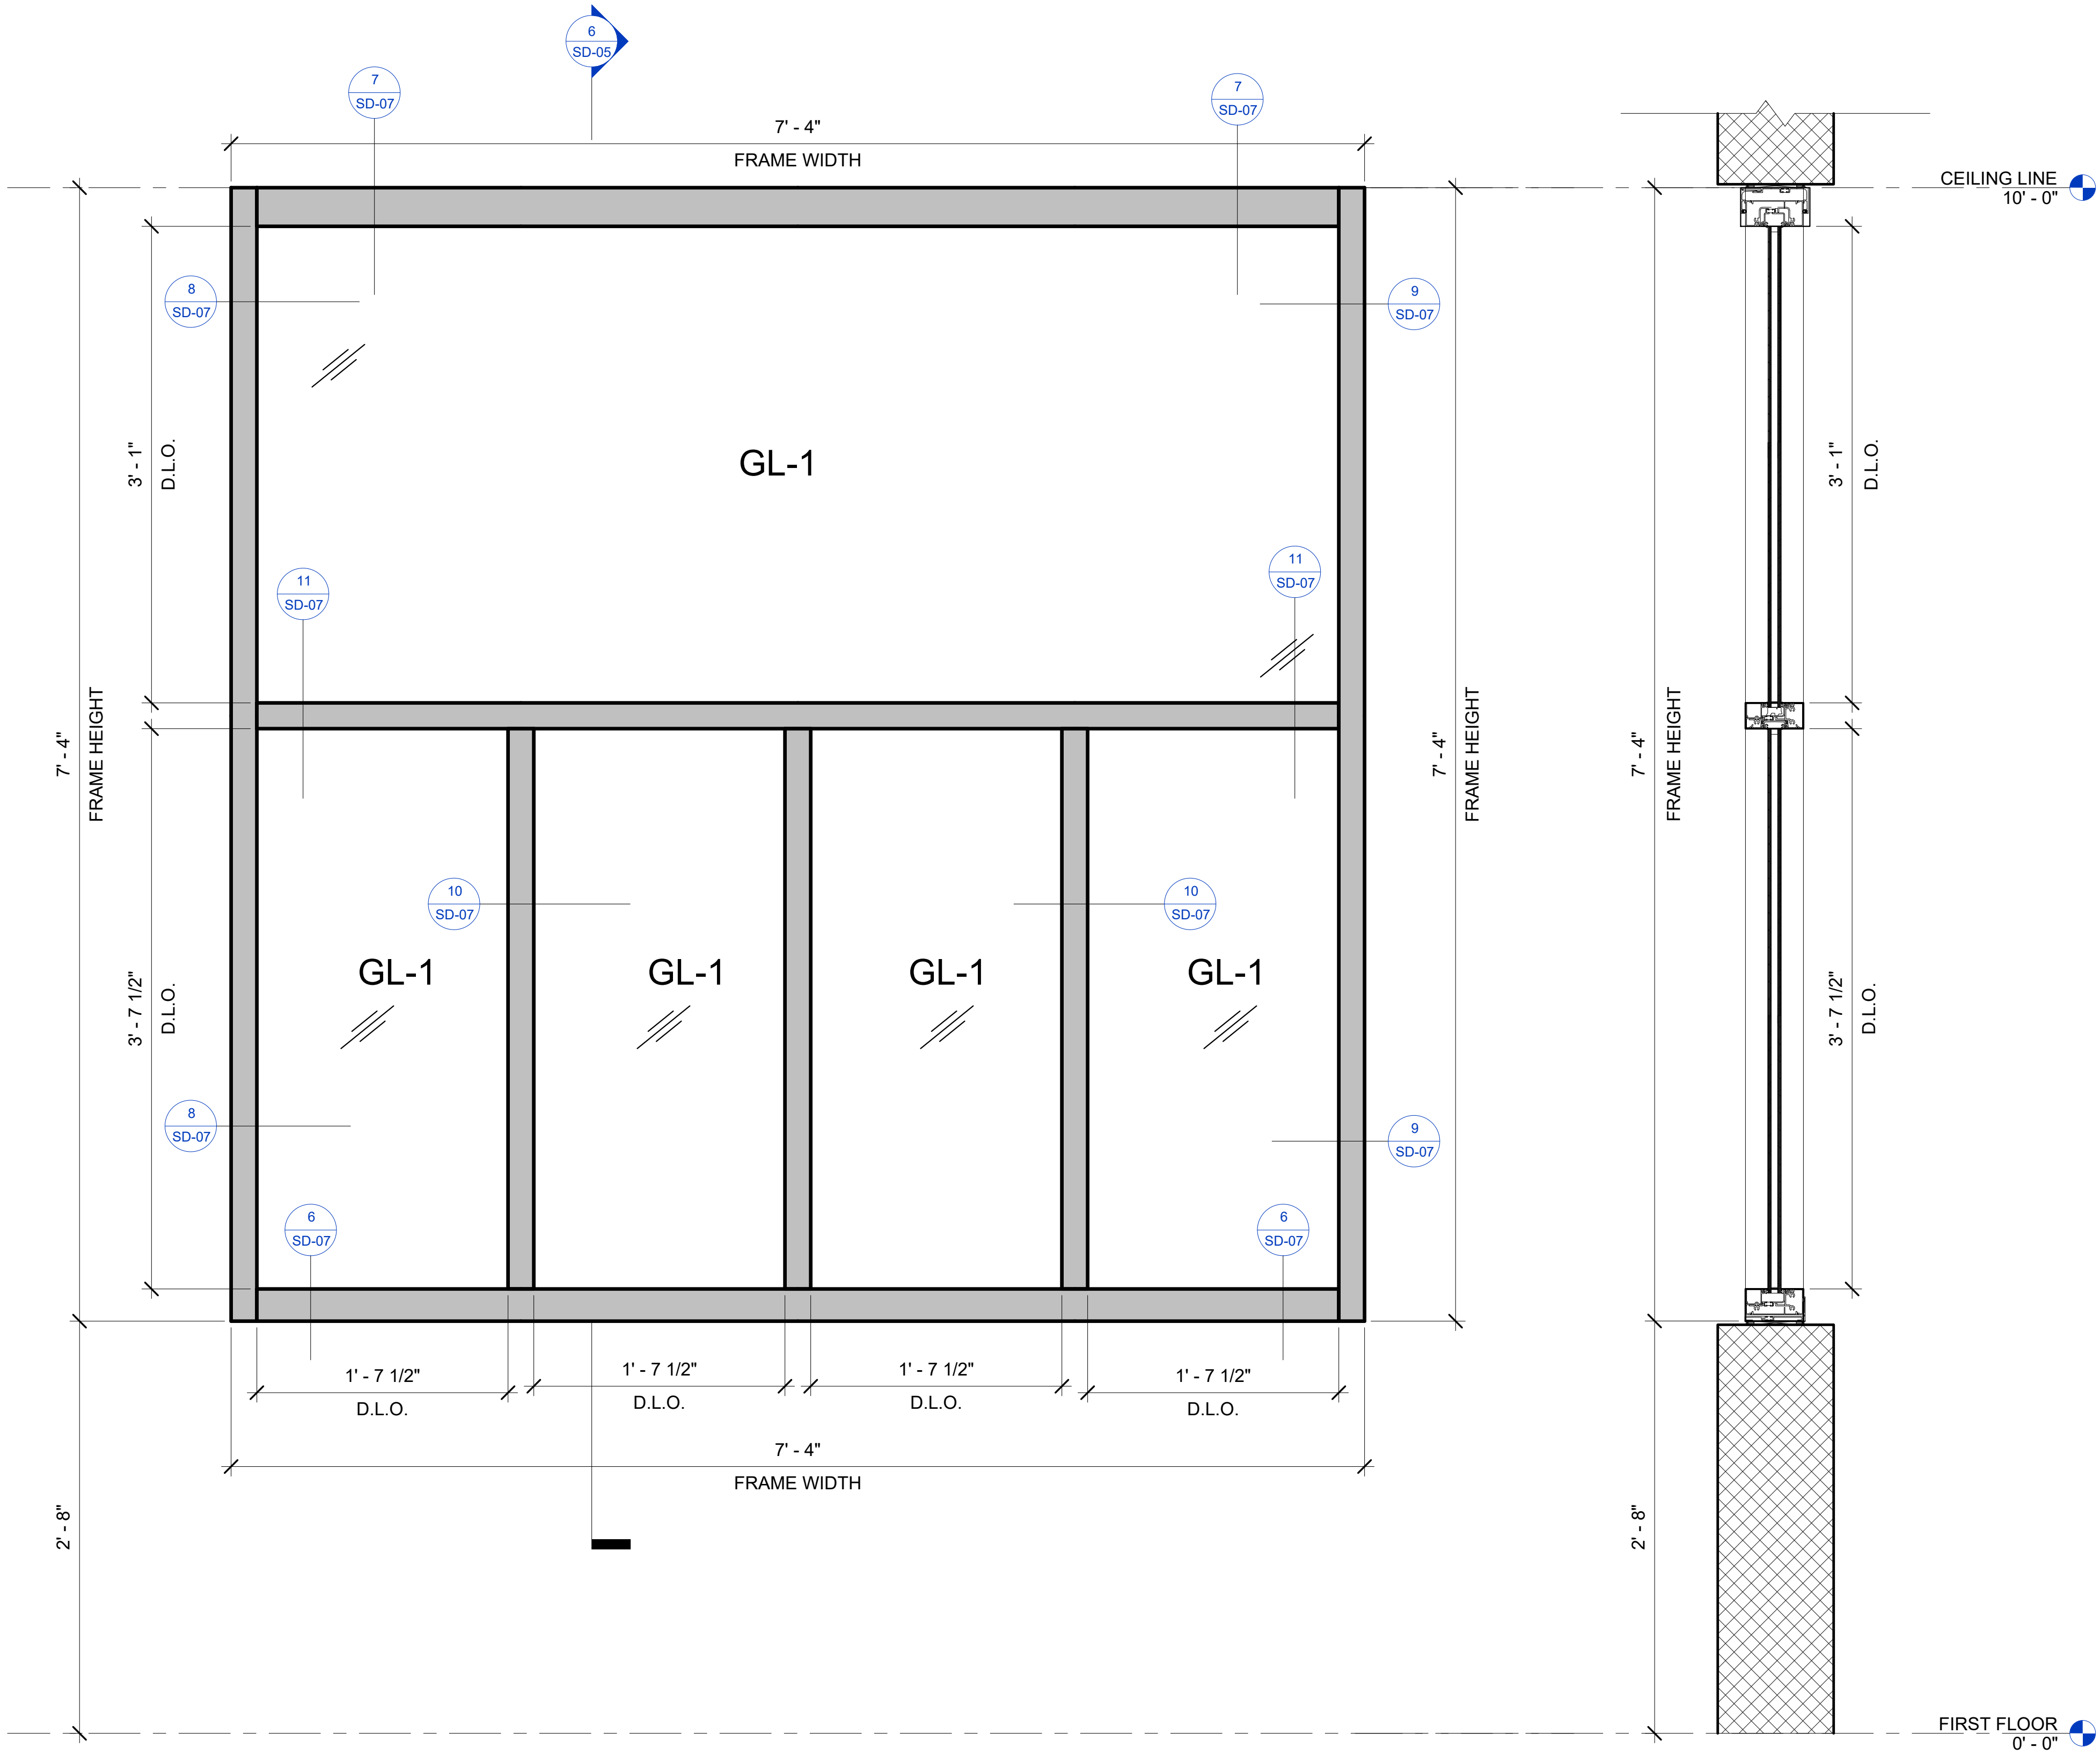 6
SD-05
7
SD-07
7
SD-07
7' - 4"
FRAME WIDTH
CEILING LINE
10' - 0"
8
SD-07
9
SD-07
3' - 1"
D.L.O.
GL-1
3' - 1"
D.L.O.
11
SD-07
11
SD-07
7' - 4"
FRAME HEIGHT
7' - 4"
FRAME HEIGHT
7' - 4"
FRAME HEIGHT
10
SD-07
10
SD-07
3' - 7 1/2"
D.L.O.
GL-1
GL-1
GL-1
GL-1
3' - 7 1/2"
D.L.O.
8
SD-07
9
SD-07
6
SD-07
6
SD-07
1' - 7 1/2"
D.L.O.
1' - 7 1/2"
D.L.O.
1' - 7 1/2"
D.L.O.
1' - 7 1/2"
D.L.O.
7' - 4"
FRAME WIDTH
2' - 8"
2' - 8"
FIRST FLOOR
0' - 0"